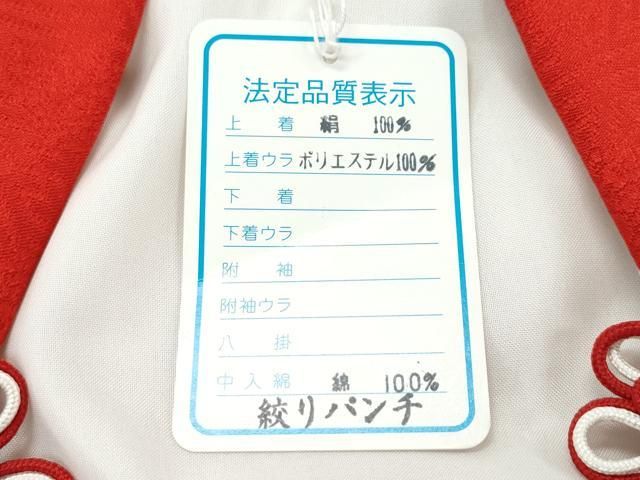 法定品質表示
上着 絹 100%
上着ウラ ポリエステル100%
下着
下着ウラ
附袖
附袖ウラ
八掛
中入綿 綿 100%
絞りパンチ